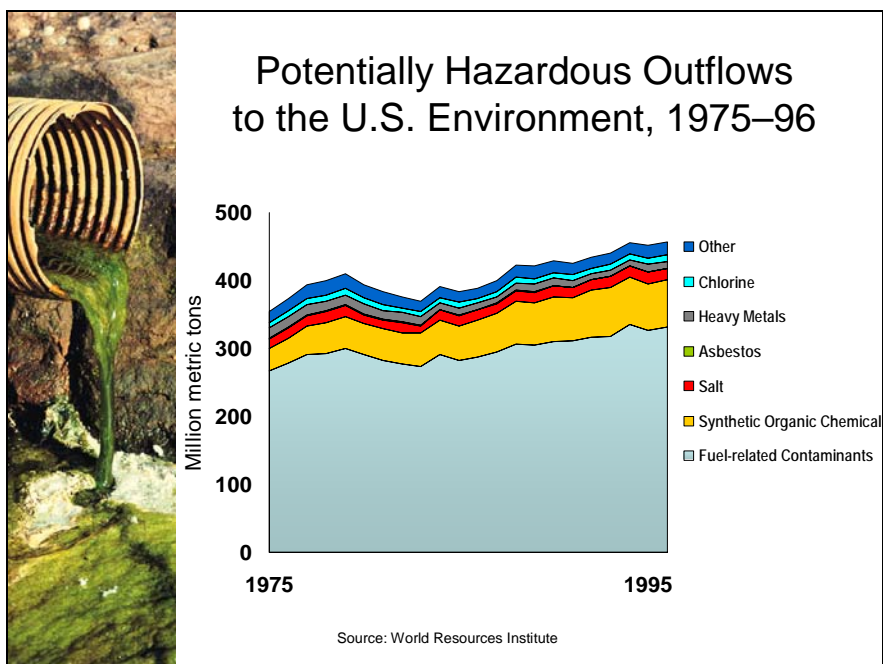 Potentially Hazardous Outflows
to the U.S. Environment, 1975–96
Million metric tons
500
400
300
200
100
0
1975
1995
Other
Chlorine
Heavy Metals
Asbestos
Salt
Synthetic Organic Chemical
Fuel-related Contaminants
Source: World Resources Institute